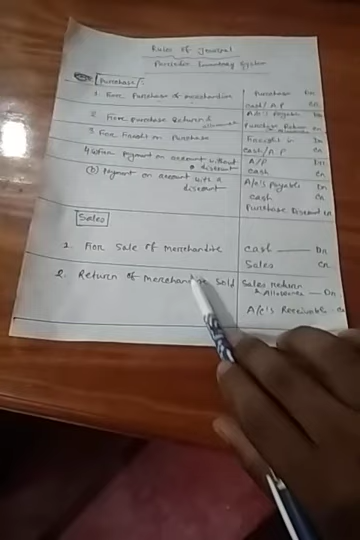 Rules of Journal
Periodic Inventory System
Purchase:
1. For Purchase of merchandise Purchase Dr
cash/A.P Cr
2. For purchase Return & allowance A/c's Payable Dr
Purchase Return Cr
3 For Freight on Purchase Freight in Dr
cash/A.P Cr
4. For Payment on account without a discount A/P Dr
cash Cr
(b) Payment on account with a discount A/c's Payable Dr
cash Cr
Purchase Discount Cr
Sales
1. For Sale of Merchandise cash — Dr
Sales Cr
2. Return of Merchandise Sold Sales return
& Allowance — Dr
A/c's Receivable Cr